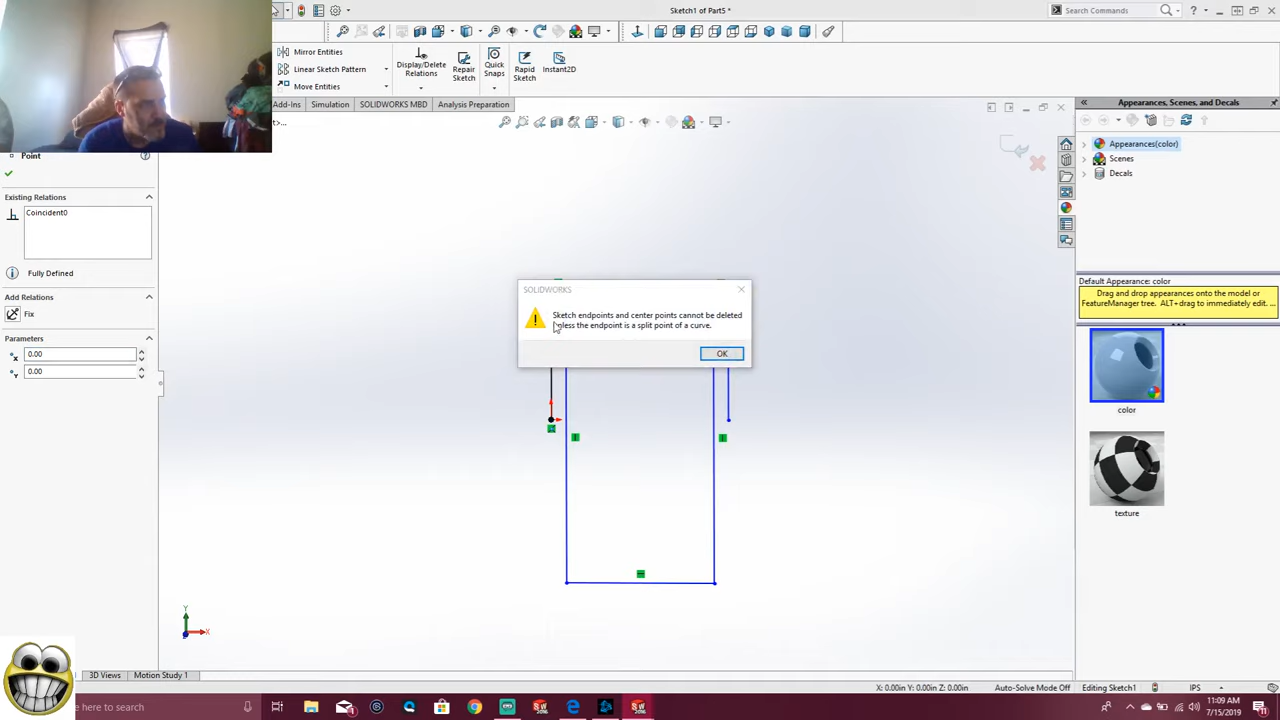 Sketch1 of Part5 *
Search Commands
Mirror Entities
Linear Sketch Pattern
Move Entities
Display/Delete
Relations
Repair
Sketch
Quick
Snaps
Rapid
Sketch
Instant2D
Add-Ins
Simulation
SOLIDWORKS MBD
Analysis Preparation
Point
Existing Relations
Coincident0
Fully Defined
Add Relations
Fix
Parameters
0.00
0.00
SOLIDWORKS
Sketch endpoints and center points cannot be deleted
unless the endpoint is a split point of a curve.
OK
Y
X
Appearances, Scenes, and Decals
Appearances(color)
Scenes
Decals
Default Appearance: color
Drag and drop appearances onto the model or
FeatureManager tree. ALT+drag to immediately edit. ...
color
texture
3D Views
Motion Study 1
X: 0.00in Y: 0.00in Z: 0.00in
Auto-Solve Mode Off
Editing Sketch1
IPS
here to search
11:09 AM
7/15/2019